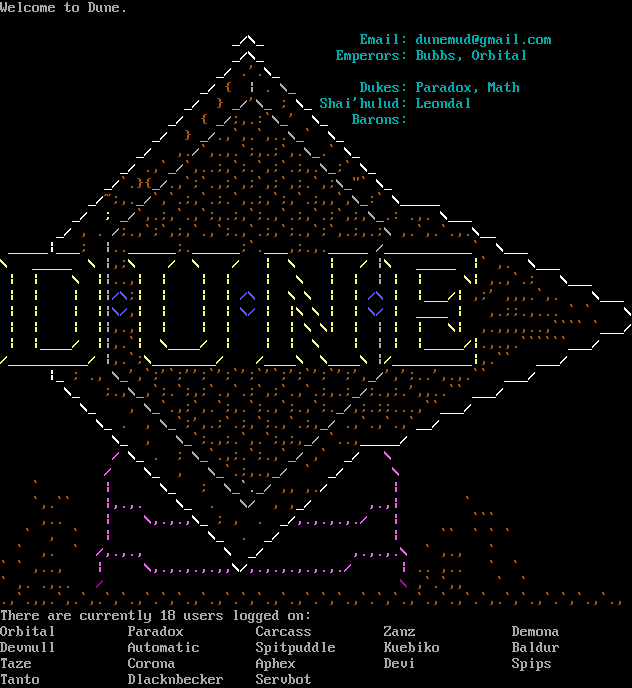 Welcome to Dune.
Email: dunemud@gmail.com
Emperors: Bubbs, Orbital
Dukes: Paradox, Math
Shai'hulud: Leondal
Barons:
DUNE
There are currently 18 users logged on:
Orbital Paradox Carcass Zanz Demona
Devnull Automatic Spitpuddle Kuebiko Baldur
Taze Corona Aphex Devi Spips
Tanto Dlacknbecker Servbot